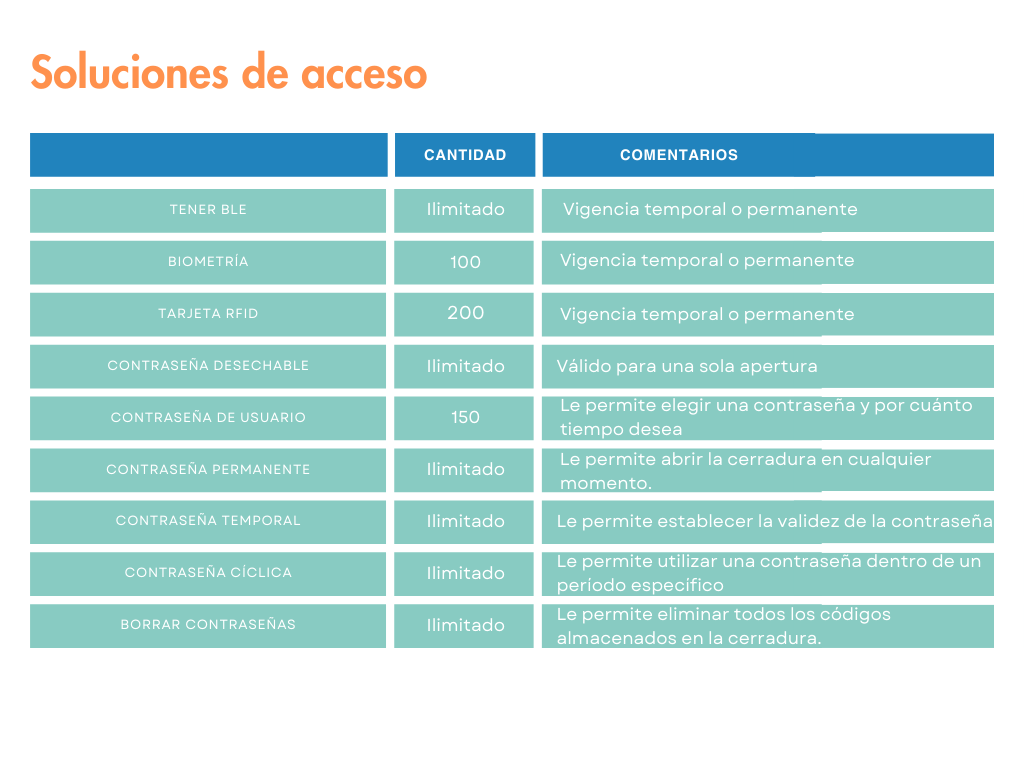 Soluciones de acceso
CANTIDAD COMENTARIOS
TENER BLE Ilimitado Vigencia temporal o permanente
BIOMETRÍA 100 Vigencia temporal o permanente
TARJETA RFID 200 Vigencia temporal o permanente
CONTRASEÑA DESECHABLE Ilimitado Válido para una sola apertura
CONTRASEÑA DE USUARIO 150 Le permite elegir una contraseña y por cuánto
tiempo desea
CONTRASEÑA PERMANENTE Ilimitado Le permite abrir la cerradura en cualquier
momento.
CONTRASEÑA TEMPORAL Ilimitado Le permite establecer la validez de la contraseña
CONTRASEÑA CÍCLICA Ilimitado Le permite utilizar una contraseña dentro de un
período específico
BORRAR CONTRASEÑAS Ilimitado Le permite eliminar todos los códigos
almacenados en la cerradura.